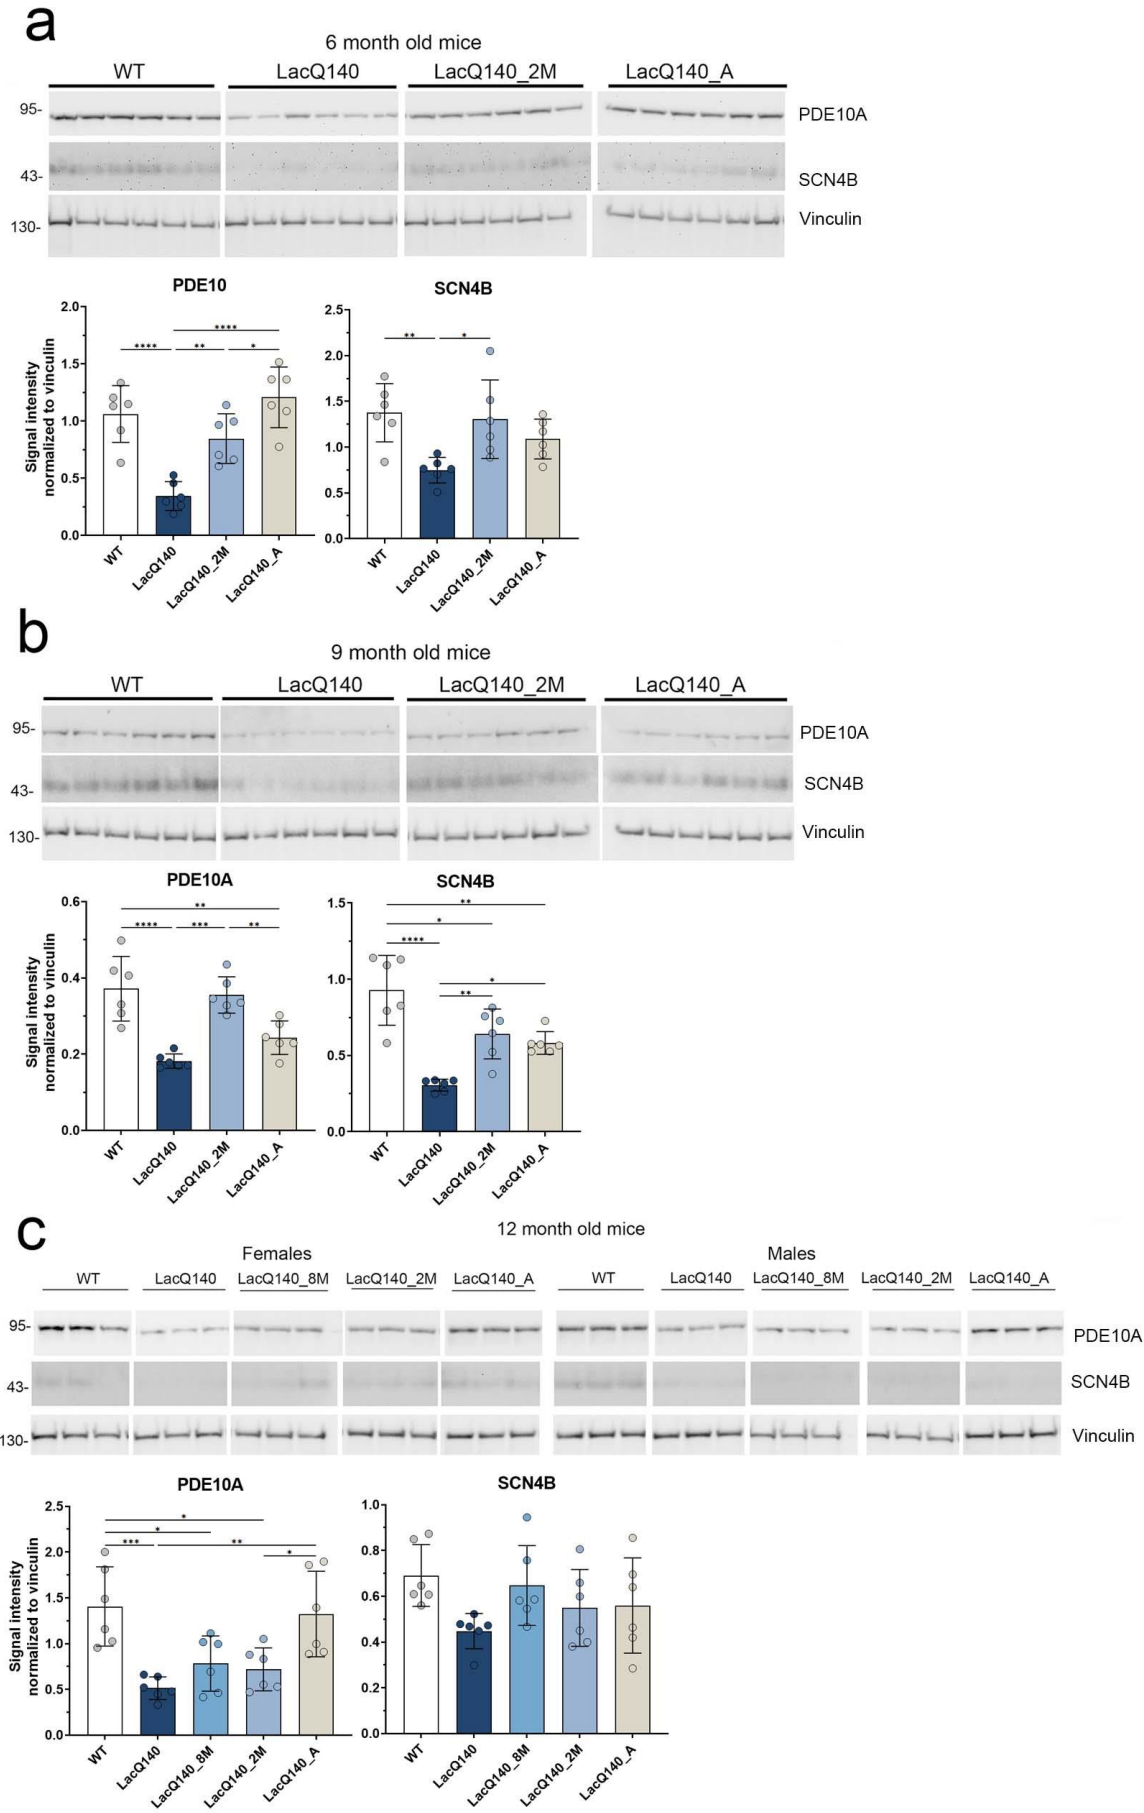 a
6 month old mice
WT LacQ140 LacQ140_2M LacQ140_A
95- PDE10A
43- SCN4B
130- Vinculin
PDE10 SCN4B
Signal intensity
normalized to vinculin
2.0
1.5
1.0
0.5
0.0
**** ** * ****
WT LacQ140 LacQ140_2M LacQ140_A
2.5
2.0
1.5
1.0
0.5
0.0
** *
WT LacQ140 LacQ140_2M LacQ140_A
b
9 month old mice
WT LacQ140 LacQ140_2M LacQ140_A
95- PDE10A
43- SCN4B
130- Vinculin
PDE10A SCN4B
Signal intensity
normalized to vinculin
0.6
0.4
0.2
0.0
**
**** *** **
WT LacQ140 LacQ140_2M LacQ140_A
1.5
1.0
0.5
0.0
**
*
****
*
**
WT LacQ140 LacQ140_2M LacQ140_A
c
12 month old mice
Females Males
WT LacQ140 LacQ140_8M LacQ140_2M LacQ140_A WT LacQ140 LacQ140_8M LacQ140_2M LacQ140_A
95- PDE10A
43- SCN4B
130- Vinculin
PDE10A SCN4B
Signal intensity
normalized to vinculin
2.5
2.0
1.5
1.0
0.5
0.0
*
*
*** **
*
WT LacQ140 LacQ140_8M LacQ140_2M LacQ140_A
1.0
0.8
0.6
0.4
0.2
0.0
WT LacQ140 LacQ140_8M LacQ140_2M LacQ140_A